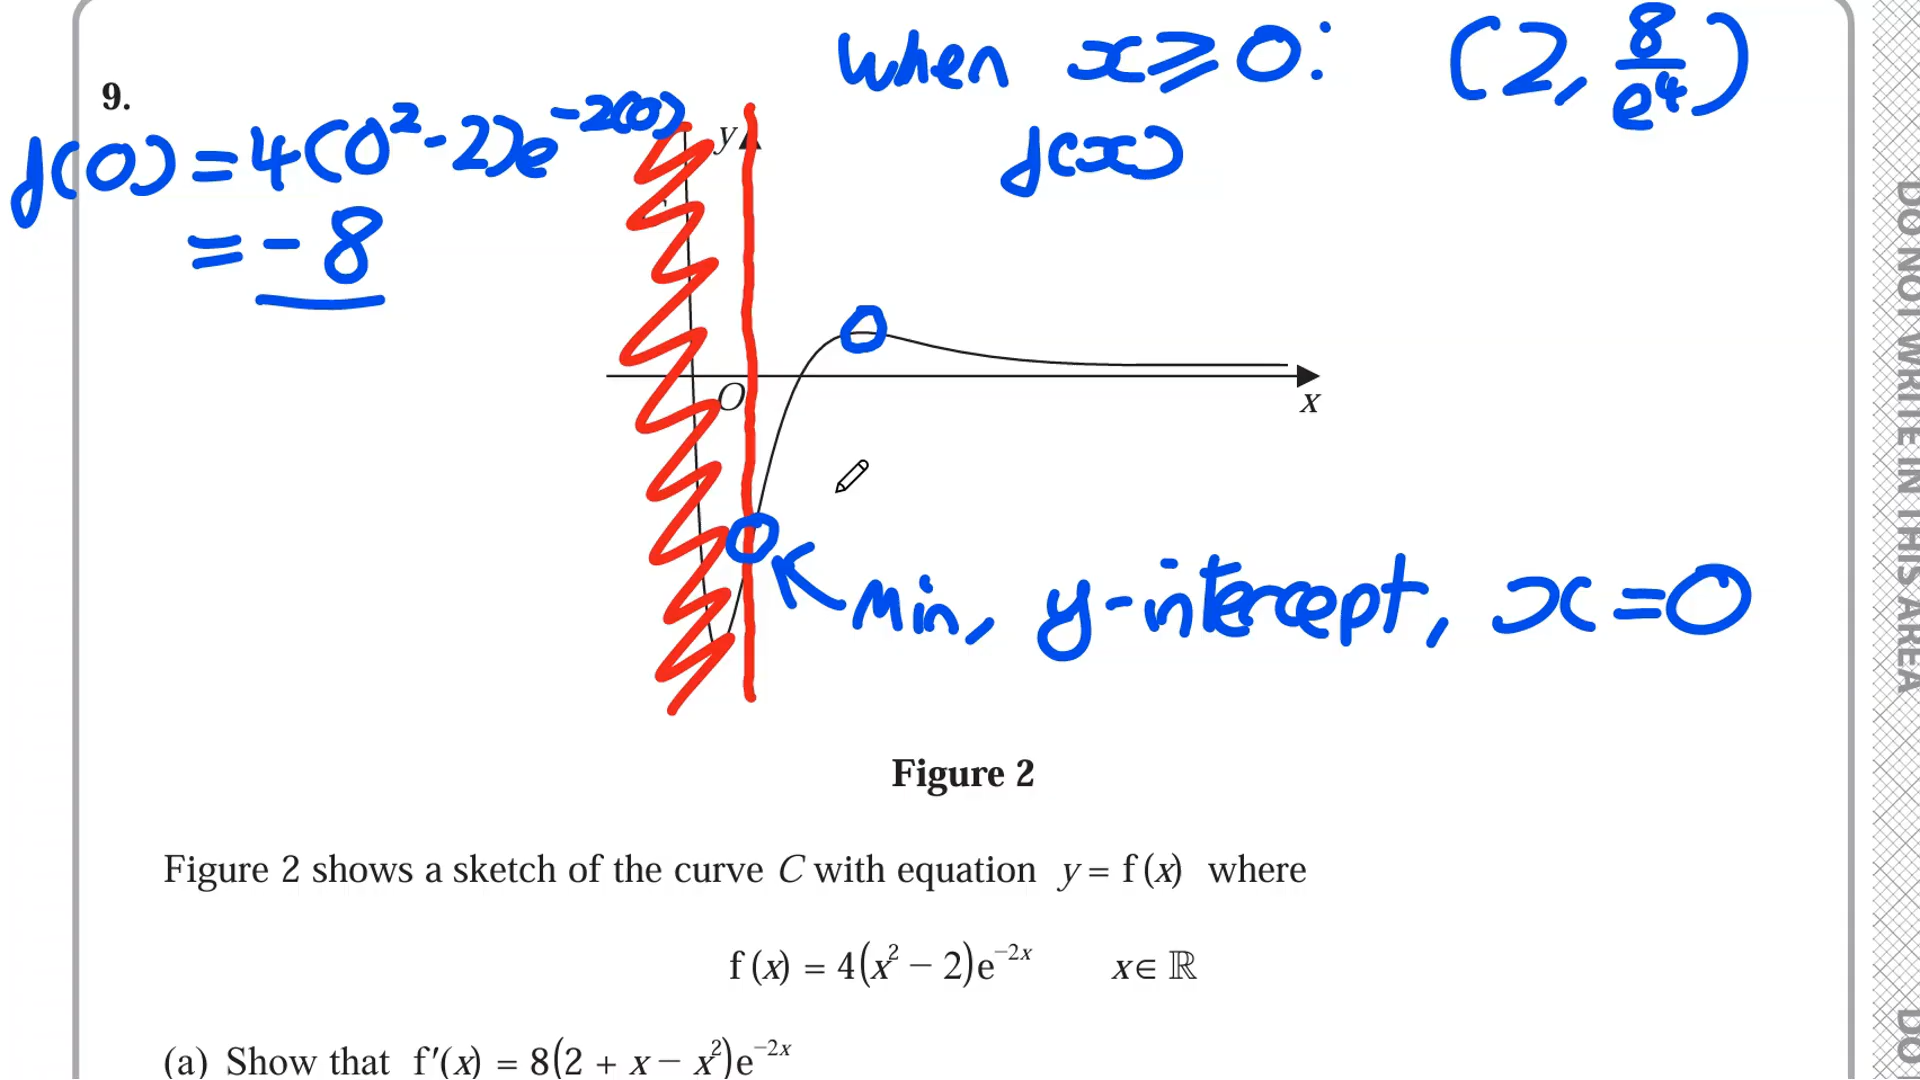 when x ⩾ 0: (2, 8/e⁴)
9.
f(0) = 4(0² - 2)e^-2(0)
y
f(x)
= -8
O
x
Min, y-intercept, x = 0
Figure 2
Figure 2 shows a sketch of the curve C with equation y = f(x) where
f(x) = 4(x² − 2)e^−2x x ∈ ℝ
(a) Show that f′(x) = 8(2 + x − x²)e^−2x
DO NOT WRITE IN THIS AREA
DO